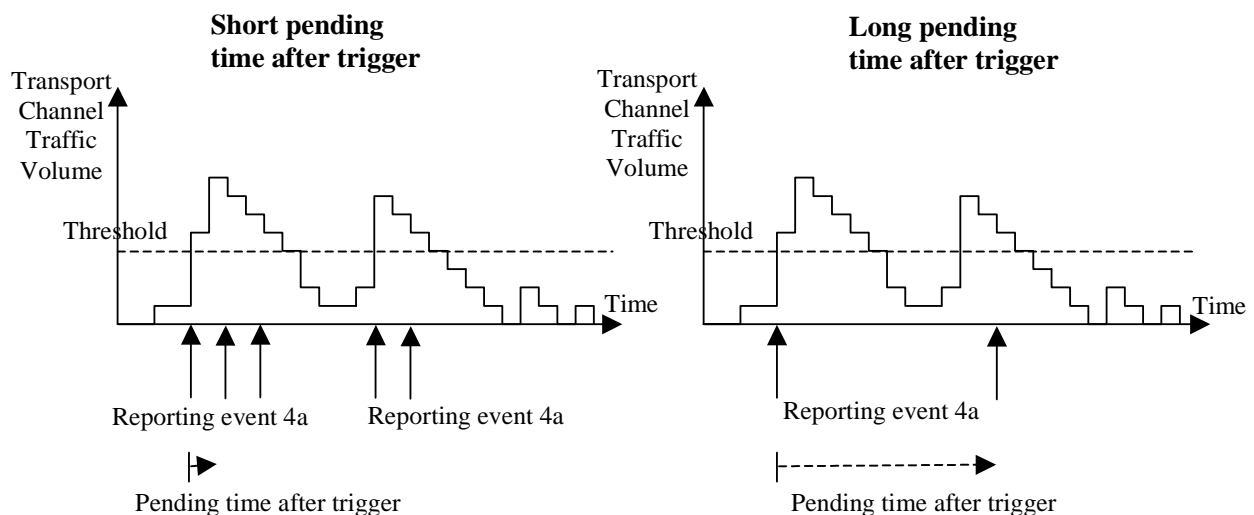 Short pending
time after trigger
Transport
Channel
Traffic
Volume
Threshold
Time
Reporting event 4a
Reporting event 4a
Pending time after trigger
Long pending
time after trigger
Transport
Channel
Traffic
Volume
Threshold
Time
Reporting event 4a
Pending time after trigger